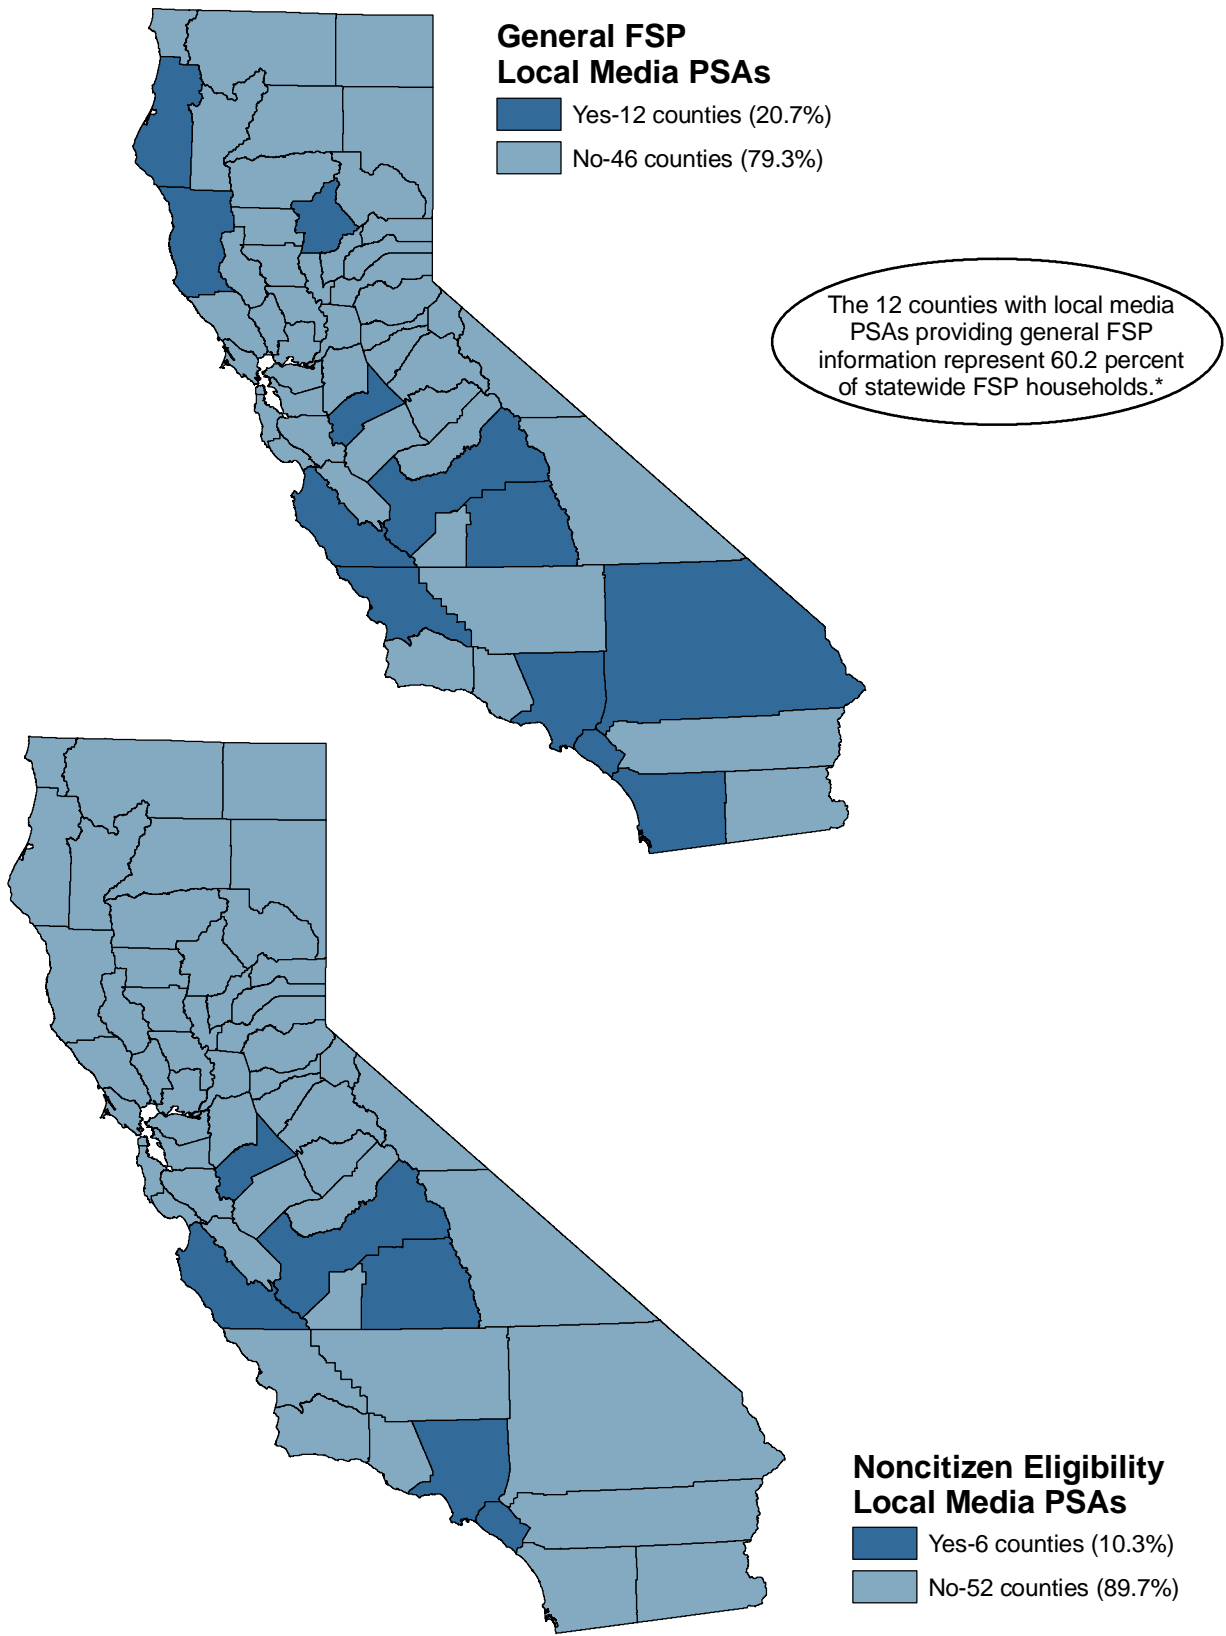 General FSP
Local Media PSAs
Yes-12 counties (20.7%)
No-46 counties (79.3%)
The 12 counties with local media
PSAs providing general FSP
information represent 60.2 percent
of statewide FSP households.*
Noncitizen Eligibility
Local Media PSAs
Yes-6 counties (10.3%)
No-52 counties (89.7%)